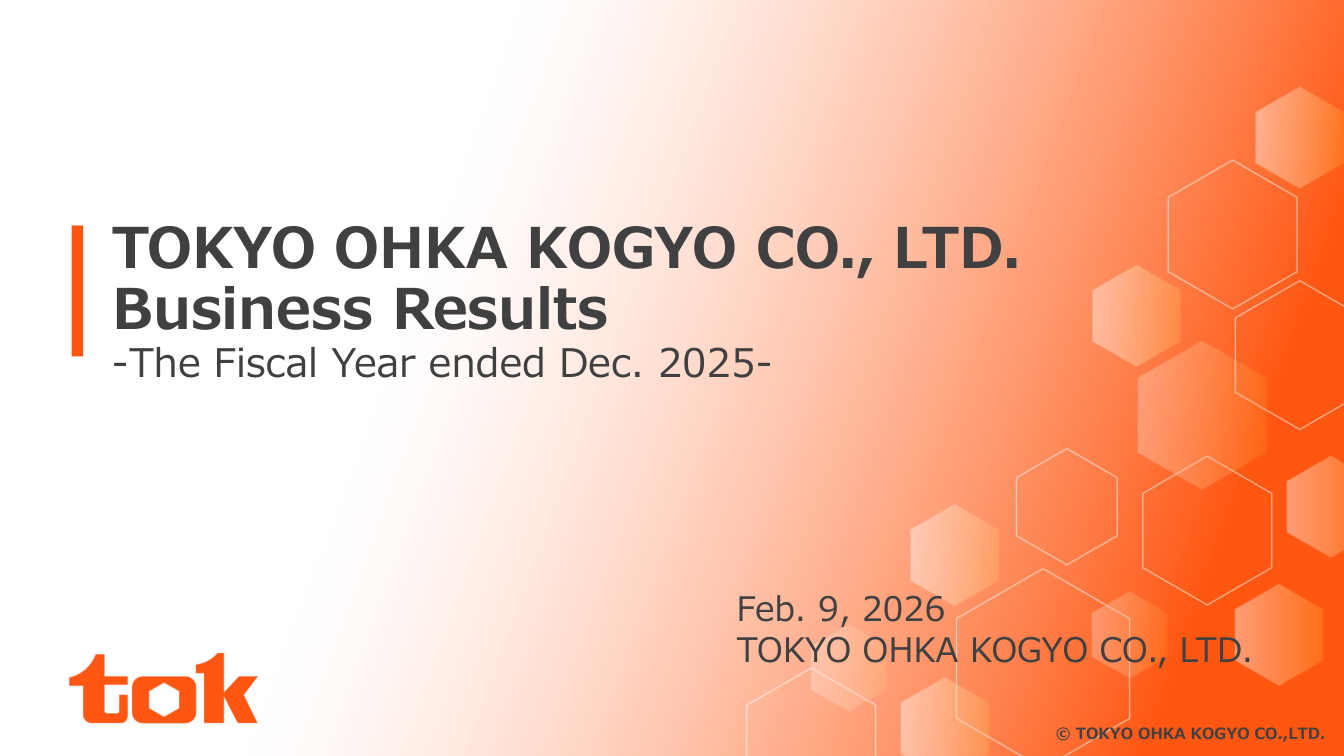 TOKYO OHKA KOGYO CO., LTD.
Business Results
-The Fiscal Year ended Dec. 2025-
Feb. 9, 2026
TOKYO OHKA KOGYO CO., LTD.
tok
© TOKYO OHKA KOGYO CO.,LTD.